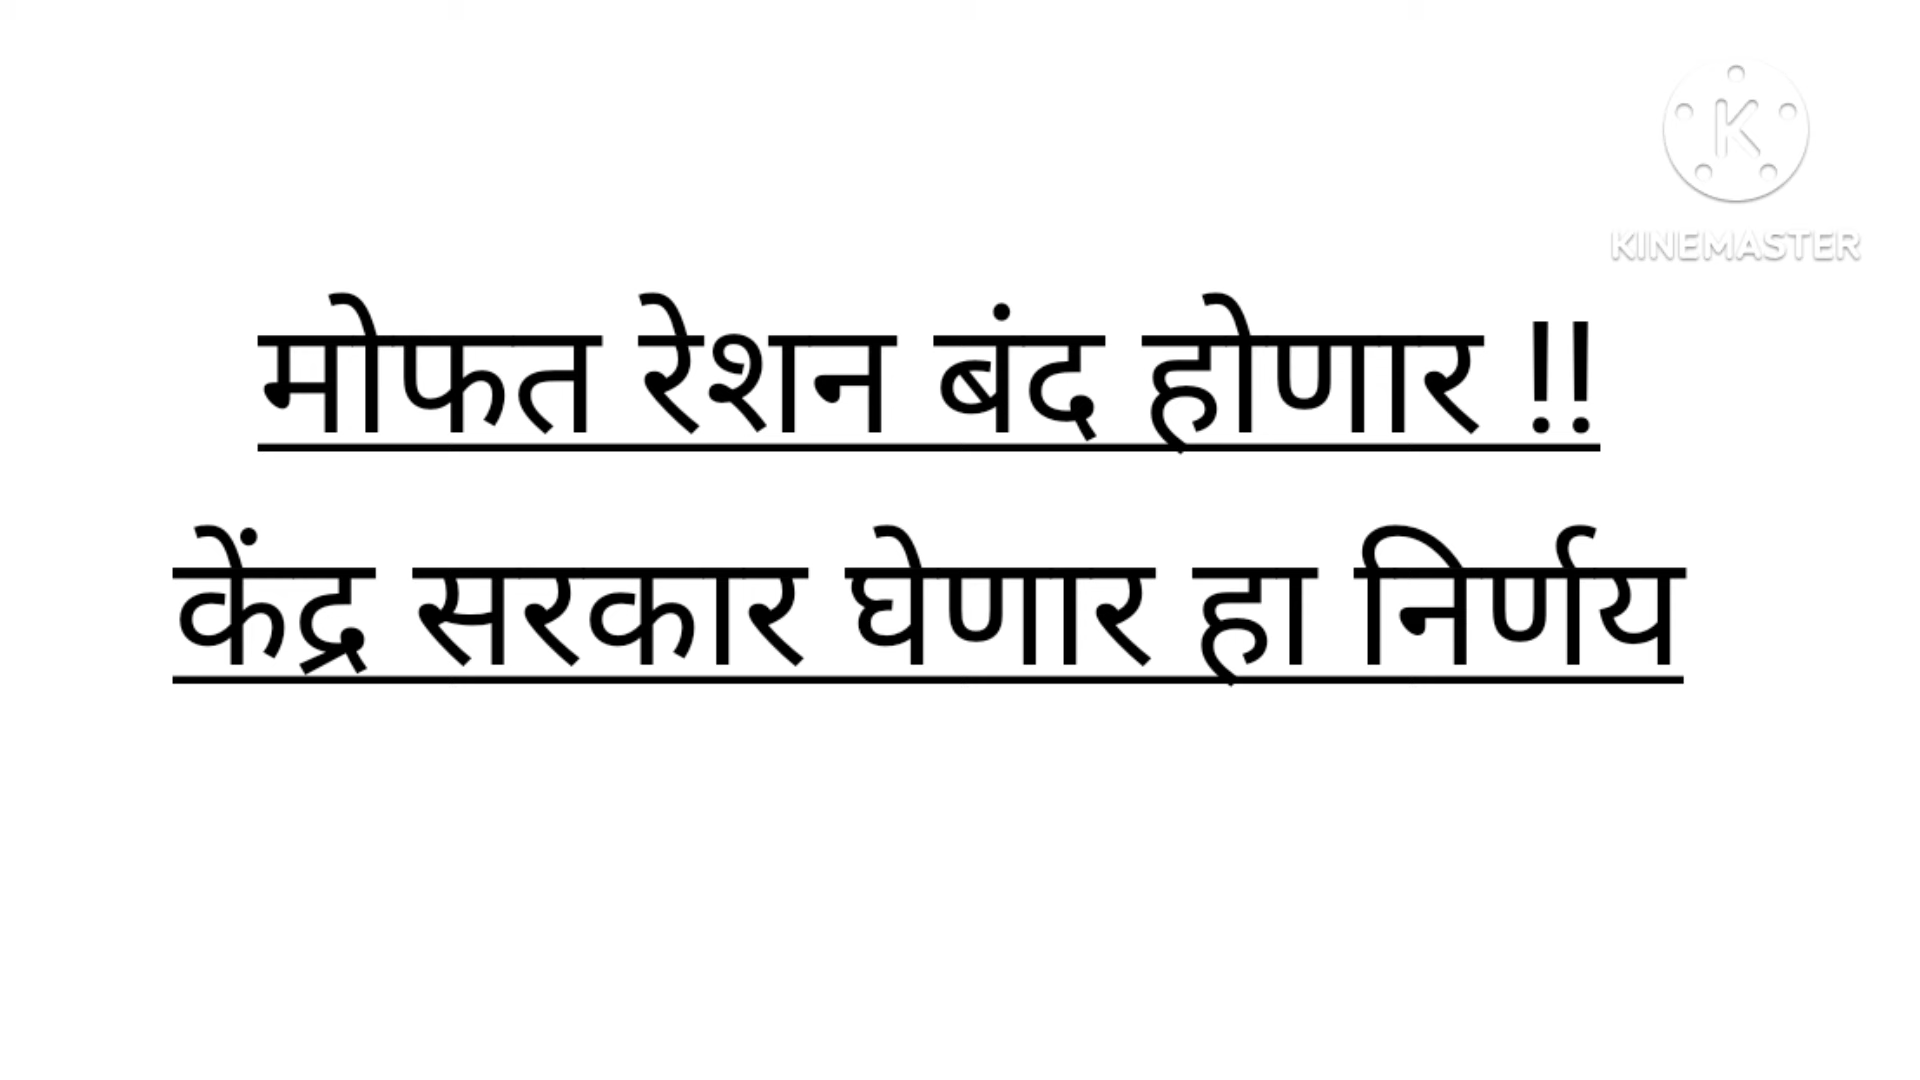 KINEMASTER
मोफत रेशन बंद होणार !!
केंद्र सरकार घेणार हा निर्णय